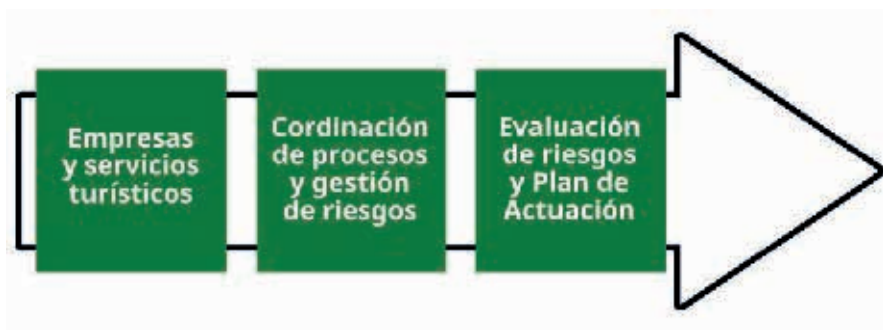 Empresas
y servicios
turísticos
Cordinación
de procesos
y gestión
de riesgos
Evaluación
de riesgos
y Plan de
Actuación